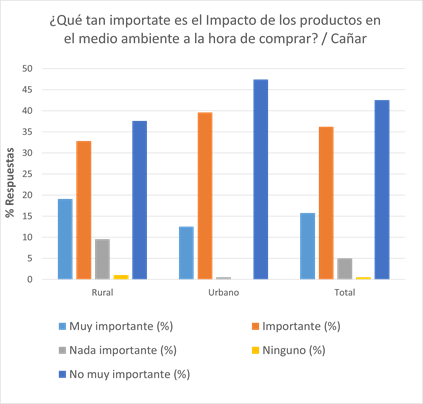 ¿Qué tan importate es el Impacto de los productos en
el medio ambiente a la hora de comprar? / Cañar
% Respuestas
50
45
40
35
30
25
20
15
10
5
0
Rural Urbano Total
Muy importante (%) Importante (%)
Nada importante (%) Ninguno (%)
No muy importante (%)